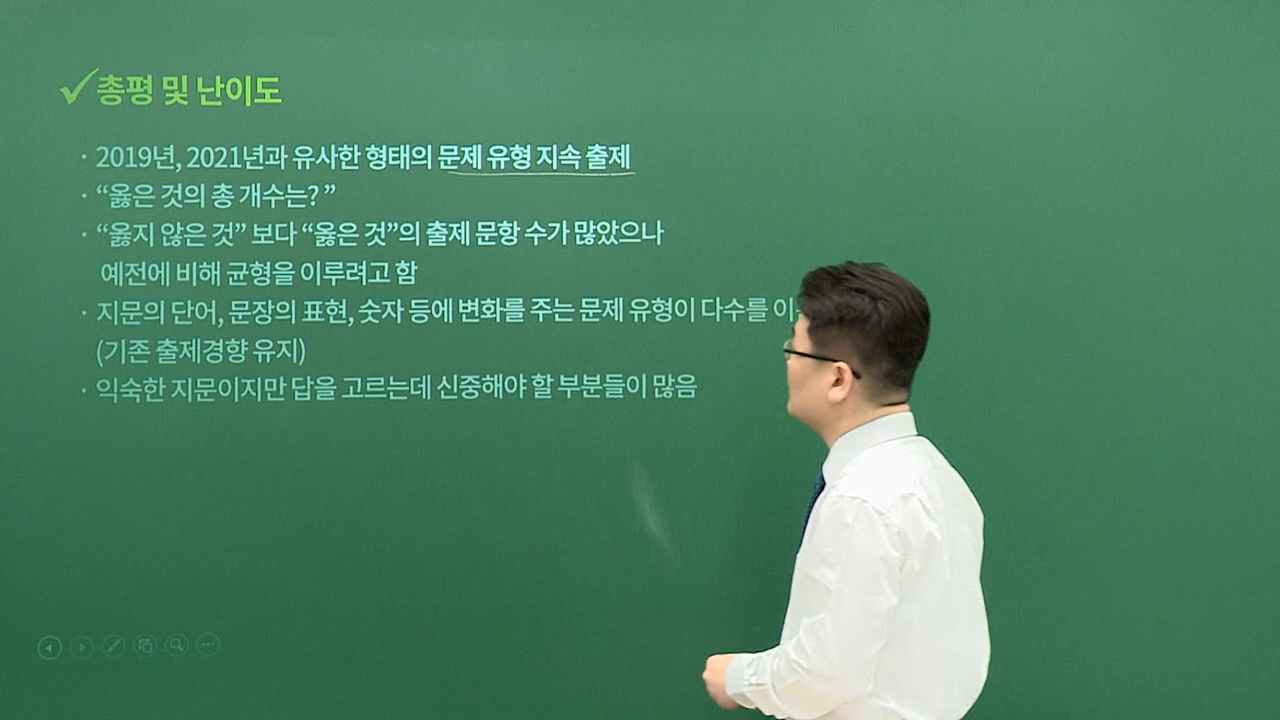 ✓총평 및 난이도
· 2019년, 2021년과 유사한 형태의 문제 유형 지속 출제
· “옳은 것의 총 개수는? ”
· “옳지 않은 것” 보다 “옳은 것”의 출제 문항 수가 많았으나
예전에 비해 균형을 이루려고 함
· 지문의 단어, 문장의 표현, 숫자 등에 변화를 주는 문제 유형이 다수를
(기존 출제경향 유지)
· 익숙한 지문이지만 답을 고르는데 신중해야 할 부분들이 많음